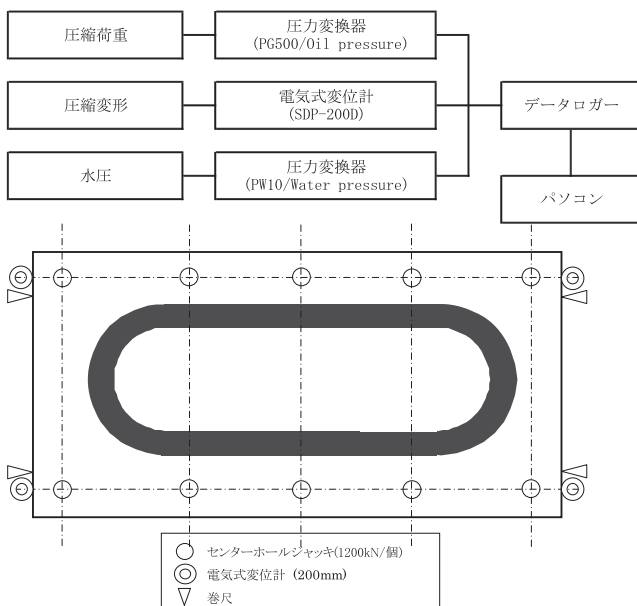 圧縮荷重
圧力変換器
(PG500/Oil pressure)
圧縮変形
電気式変位計
(SDP-200D)
データロガー
水圧
圧力変換器
(PW10/Water pressure)
パソコン
センターホールジャッキ(1200kN/個)
電気式変位計 (200mm)
巻尺